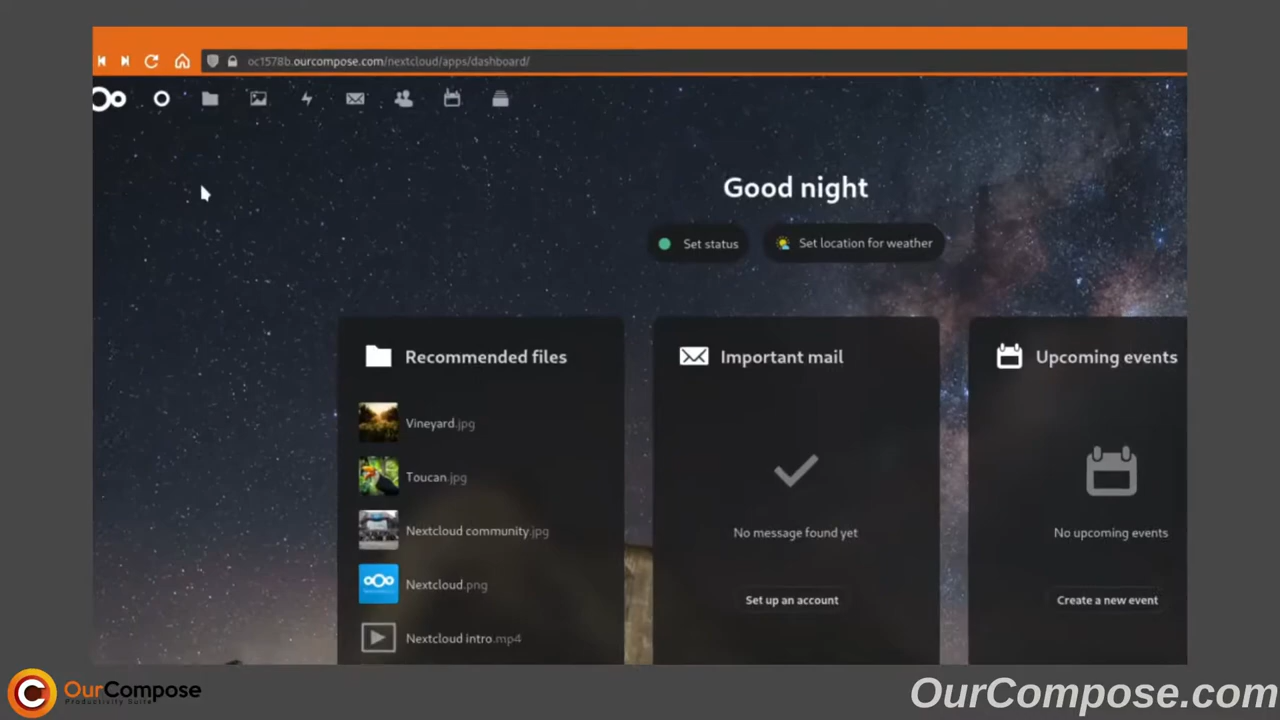 oc1578b.ourcompose.com/nextcloud/apps/dashboard/
Good night
Set status
Set location for weather
Recommended files
Vineyard.jpg
Toucan.jpg
Nextcloud community.jpg
Nextcloud.png
Nextcloud intro.mp4
Important mail
No message found yet
Set up an account
Upcoming events
No upcoming events
Create a new event
OurCompose
Productivity Suite
OurCompose.com